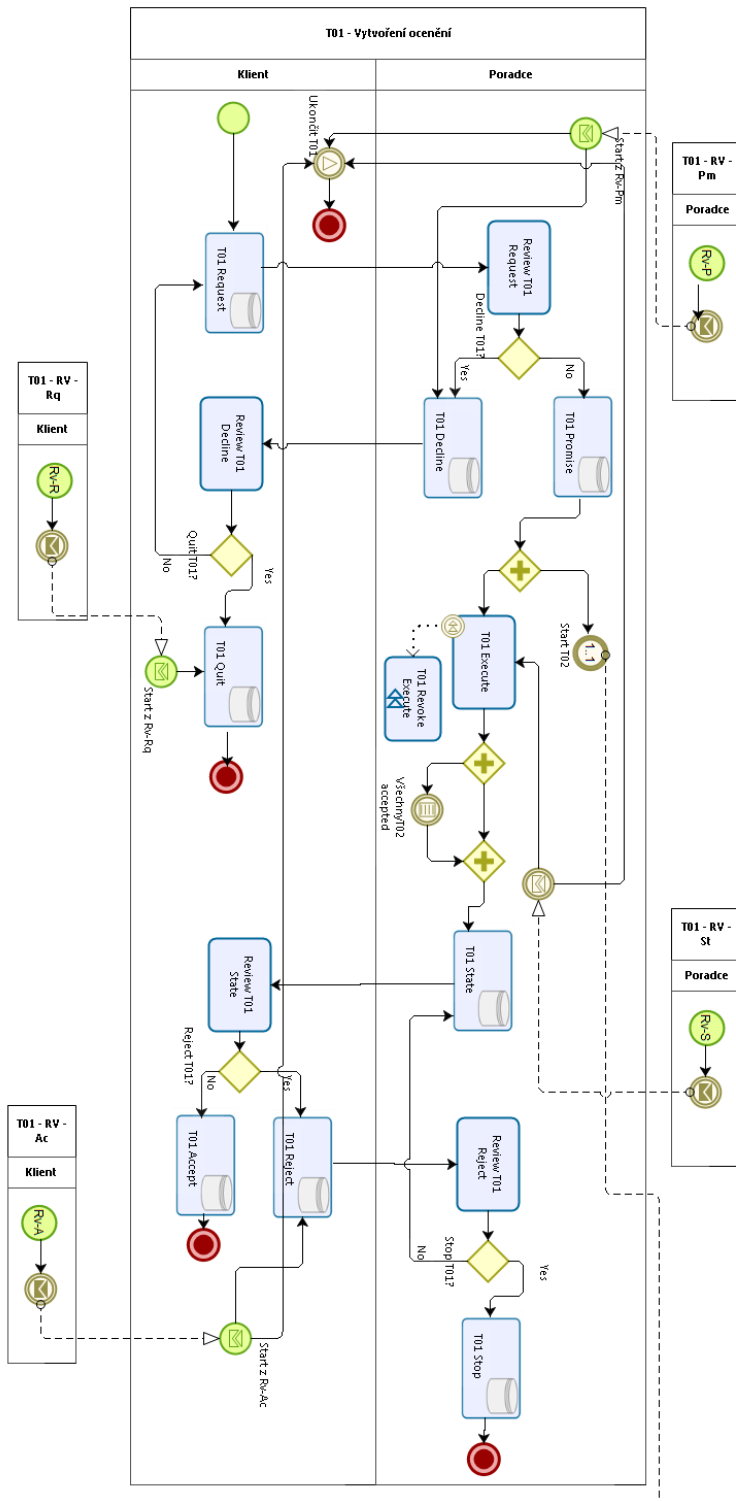 T01 - Vytvoření ocenění
Klient
Poradce
Ukončit T01
Start z Rv-Pm
T01 - RV -
Pm
Poradce
Rv-P
T01 Request
Review T01
Request
Decline T01?
Yes
No
T01 - RV -
Rq
Klient
Rv-R
Review T01
Decline
T01 Decline
T01 Promise
Quit T01?
No
Yes
Start T02
T01 Quit
Start z Rv-Rq
T01 Execute
T01 Revoke
Execute
VšechnyT02
accepted
1..1
T01 - RV -
St
Poradce
Rv-S
Review T01
State
T01 State
Reject T01?
No
Yes
T01 - RV -
Ac
Klient
Rv-A
T01 Accept
T01 Reject
Review T01
Reject
Stop T01?
No
Yes
Start z Rv-Ac
T01 Stop